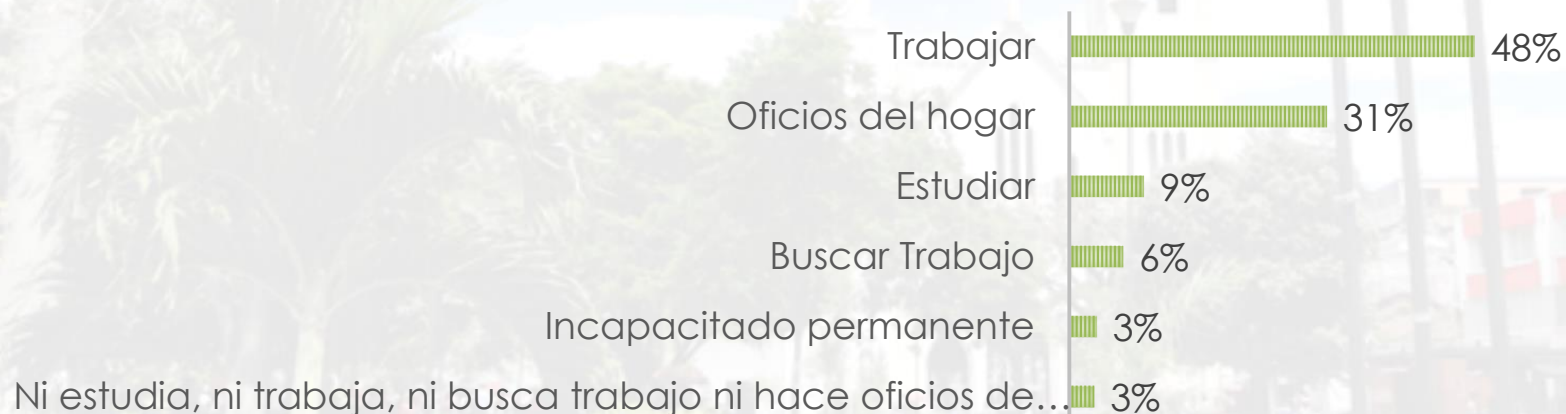 Trabajar 48%
Oficios del hogar 31%
Estudiar 9%
Buscar Trabajo 6%
Incapacitado permanente 3%
Ni estudia, ni trabaja, ni busca trabajo ni hace oficios de... 3%